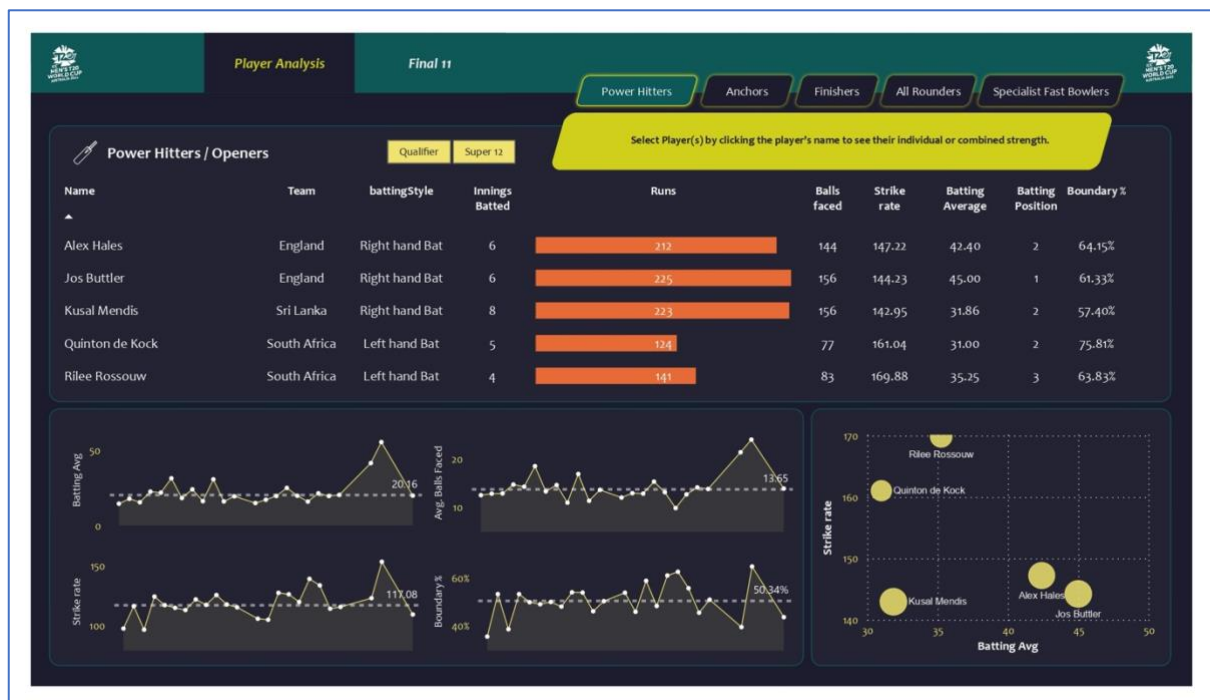 Player Analysis
Final 11
MEN'S T20
WORLD CUP
Power Hitters
Anchors
Finishers
All Rounders
Specialist Fast Bowlers
Select Player(s) by clicking the player's name to see their individual or combined strength.
Power Hitters / Openers
Qualifier
Super 12
Name Team battingStyle Innings Batted Runs Balls faced Strike rate Batting Average Batting Position Boundary %
Alex Hales England Right hand Bat 6 212 144 147.22 42.40 2 64.15%
Jos Buttler England Right hand Bat 6 225 156 144.23 45.00 1 61.33%
Kusal Mendis Sri Lanka Right hand Bat 8 223 156 142.95 31.86 2 57.40%
Quinton de Kock South Africa Left hand Bat 5 124 77 161.04 31.00 2 75.81%
Rilee Rossouw South Africa Left hand Bat 4 141 83 169.88 35.25 3 63.83%
Batting Avg
50
0
20.16
Avg. Balls Faced
20
10
13.65
Strike rate
150
100
117.08
Boundary %
60%
40%
50.34%
Strike rate
170
160
150
140
Rilee Rossouw
Quinton de Kock
Kusal Mendis
Alex Hales
Jos Buttler
30 35 40 45 50
Batting Avg